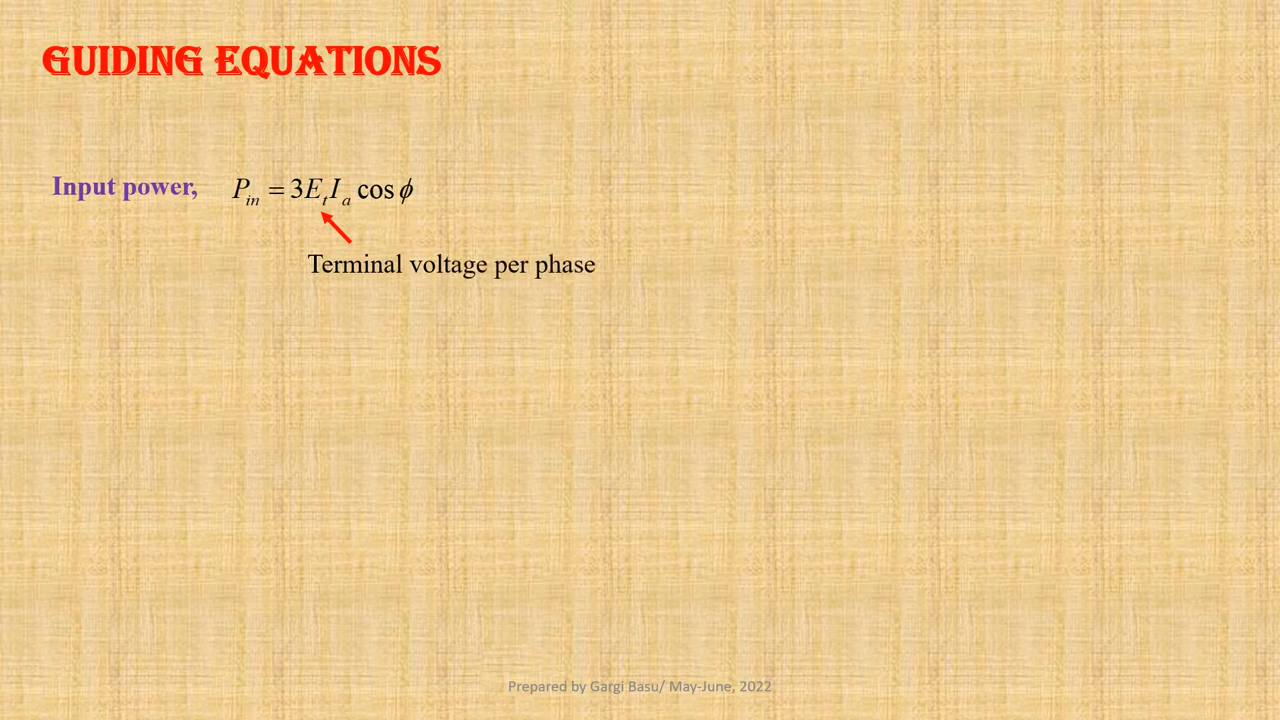 GUIDING EQUATIONS
Input power, P_in = 3E_t I_a cos ϕ
Terminal voltage per phase
Prepared by Gargi Basu/ May-June, 2022